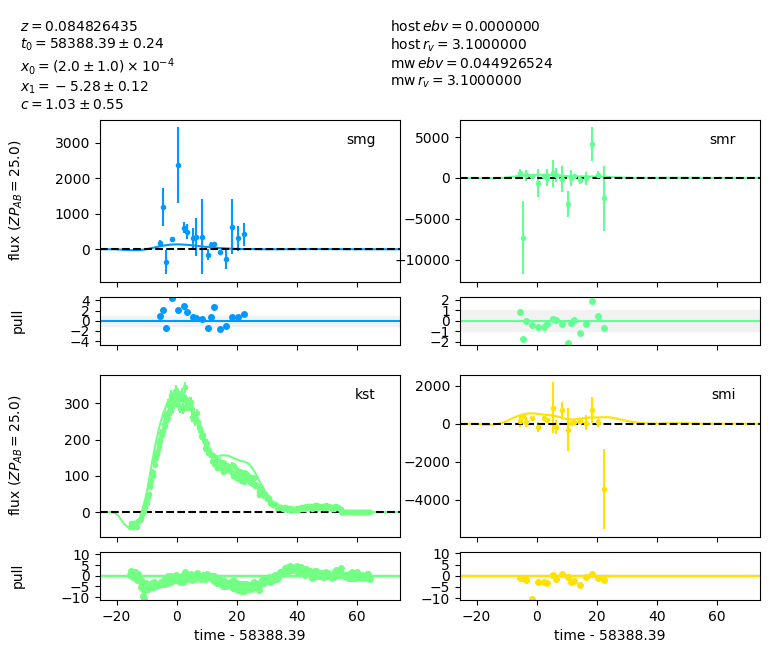 z = 0.084826435
t₀ = 58388.39 ± 0.24
x₀ = (2.0 ± 1.0) × 10⁻⁴
x₁ = −5.28 ± 0.12
c = 1.03 ± 0.55
host ebv = 0.0000000
host r_v = 3.1000000
mw ebv = 0.044926524
mw r_v = 3.1000000
flux (ZP_AB = 25.0)
smg
3000
2000
1000
0
smr
5000
0
−5000
−10000
pull
4
2
0
−2
−4
2
1
0
−1
−2
flux (ZP_AB = 25.0)
kst
300
200
100
0
smi
2000
0
−2000
−4000
pull
10
5
0
−5
−10
10
5
0
−5
−10
−20 0 20 40 60
−20 0 20 40 60
time - 58388.39
time - 58388.39